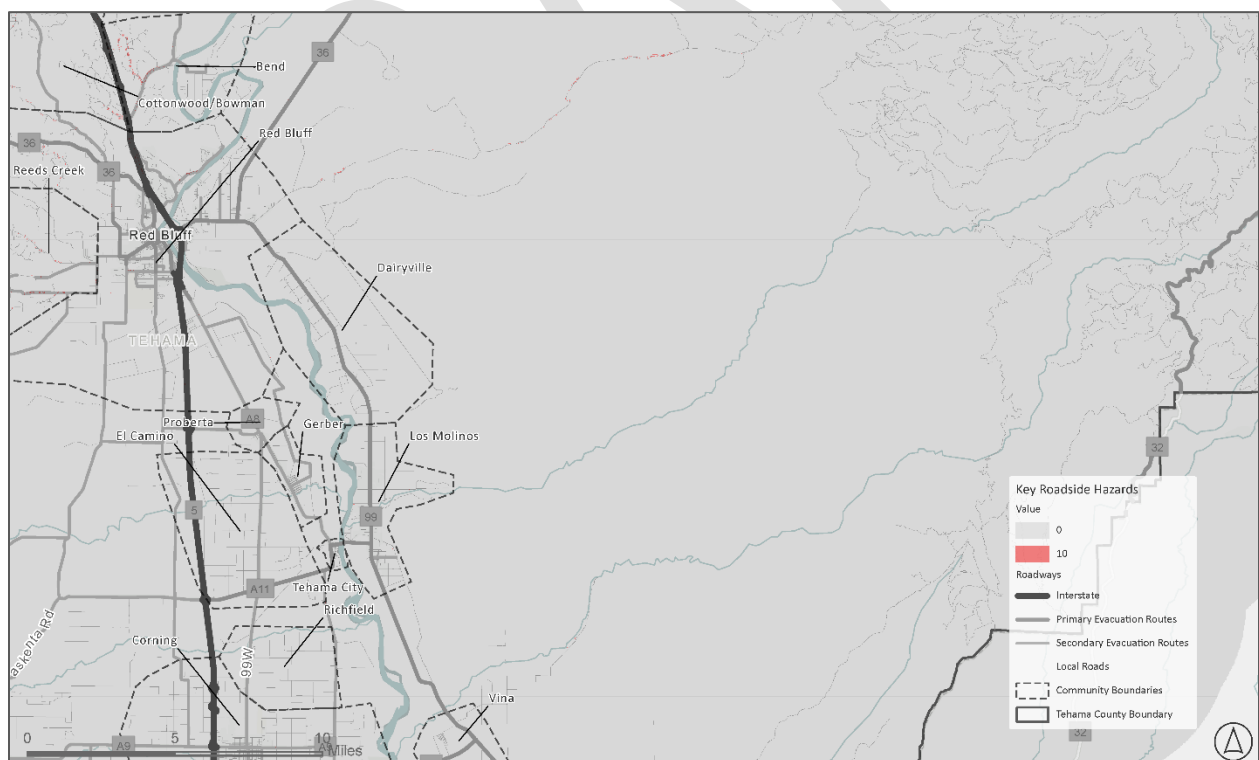 36
Bend
Cottonwood/Bowman
Red Bluff
36
36
Reeds Creek
Red Bluff
Dairyville
TEHAMA
Proberta
A8
Gerber
El Camino
Los Molinos
32
5
99
Key Roadside Hazards
Value
0
10
Roadways
Interstate
Primary Evacuation Routes
Secondary Evacuation Routes
Local Roads
Community Boundaries
Tehama County Boundary
A11
Tehama City
Richfield
Corning
99W
Vina
32
A9
0
5
10
Miles